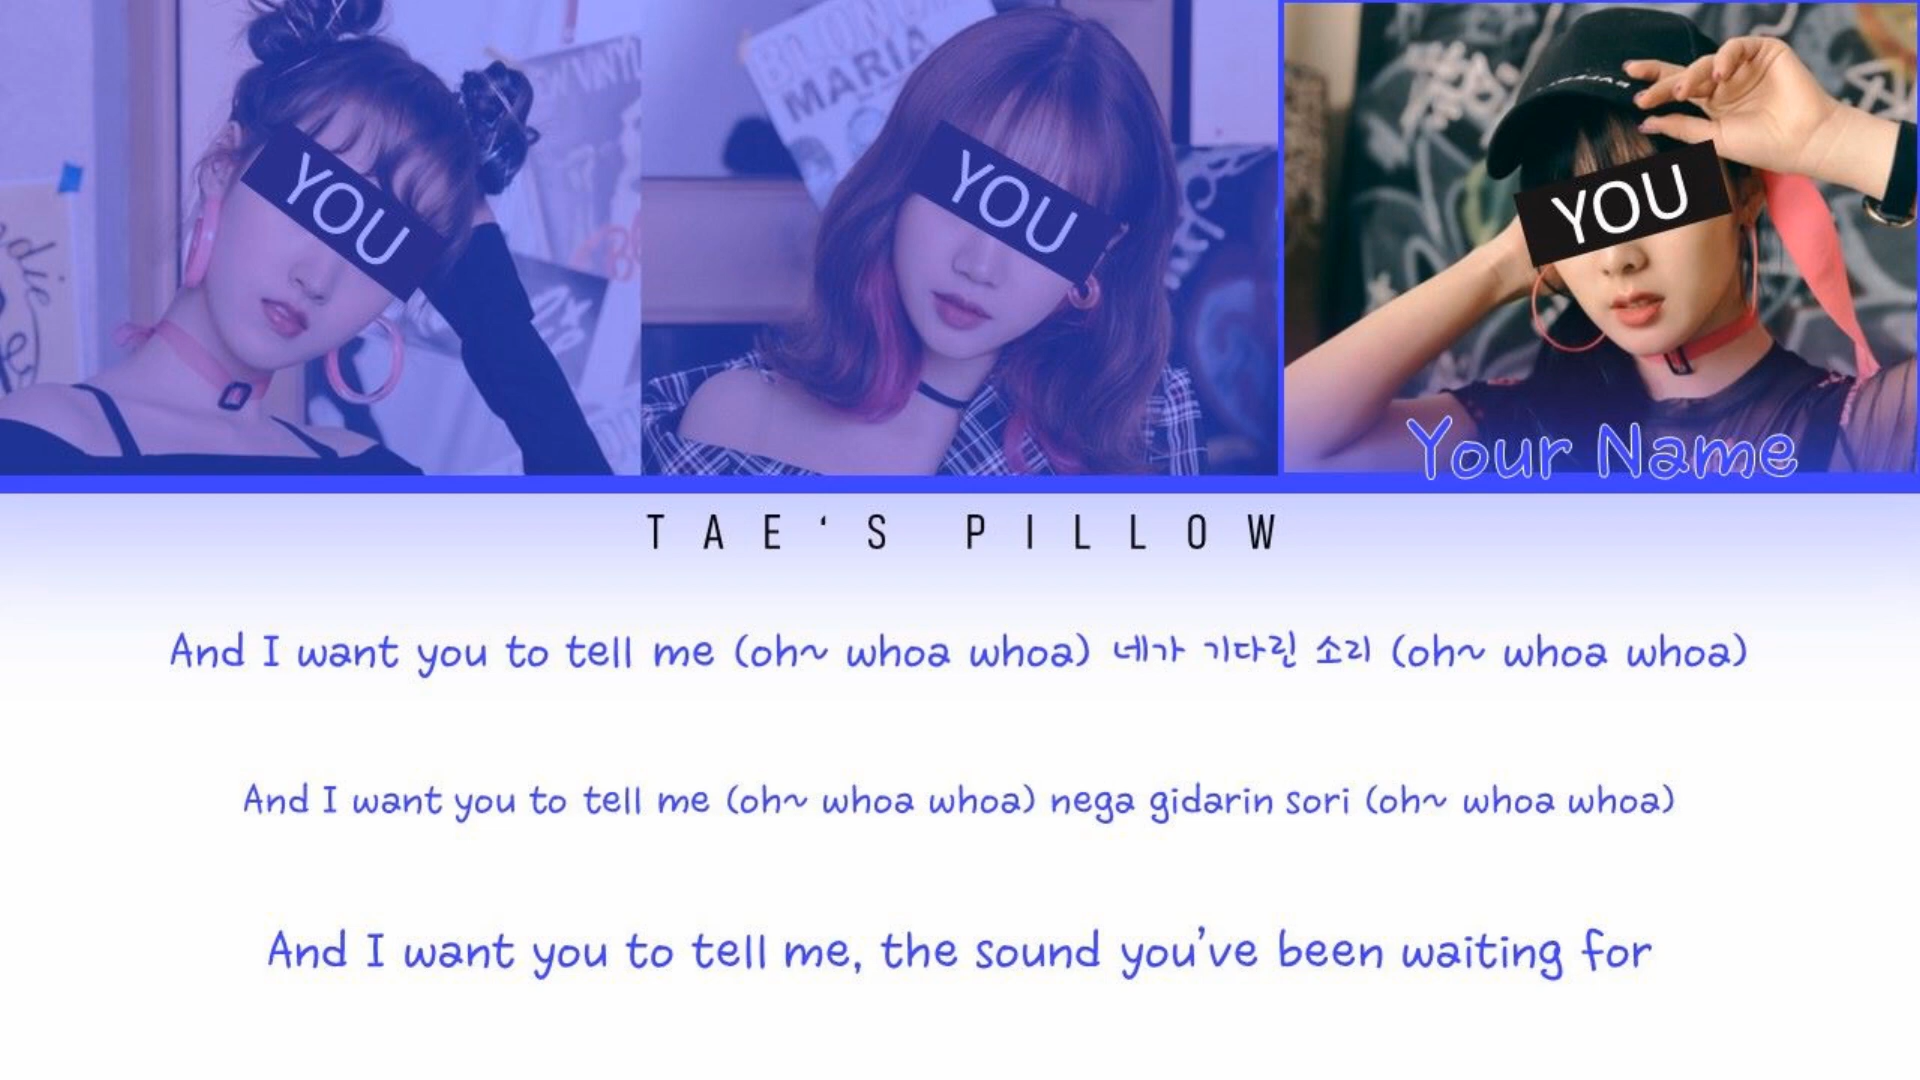 BLONDIE
MARIA
YOU
YOU
YOU
Your Name
TAE'S PILLOW
And I want you to tell me (oh~ whoa whoa) 네가 기다린 소리 (oh~ whoa whoa)
And I want you to tell me (oh~ whoa whoa) nega gidarin sori (oh~ whoa whoa)
And I want you to tell me, the sound you've been waiting for